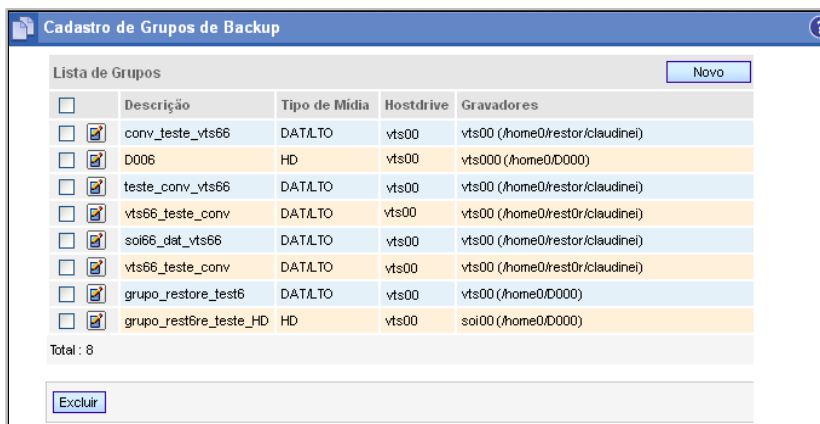 Cadastro de Grupos de Backup ?
Lista de Grupos Novo
Descrição Tipo de Mídia Hostdrive Gravadores
conv_teste_vts66 DAT/LTO vts00 vts00 (/home0/restor/claudinei)
D006 HD vts00 vts000 (/home0/D000)
teste_conv_vts66 DAT/LTO vts00 vts00 (/home0/restor/claudinei)
vts66_teste_conv DAT/LTO vts00 vts00 (/home0/rest0r/claudinei)
soi66_dat_vts66 DAT/LTO vts00 vts00 (/home0/restor/claudinei)
vts66_teste_conv DAT/LTO vts00 vts00 (/home0/rest0r/claudinei)
grupo_restore_test6 DAT/LTO vts00 vts00 (/home0/D000)
grupo_rest6re_teste_HD HD vts00 soi00 (/home0/D000)
Total : 8
Excluir